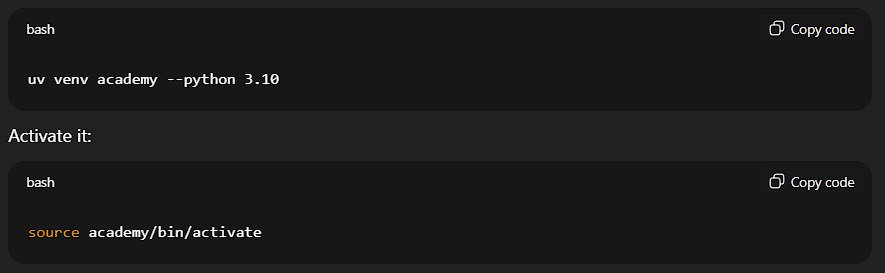 bash
Copy code
uv venv academy --python 3.10
Activate it:
bash
Copy code
source academy/bin/activate